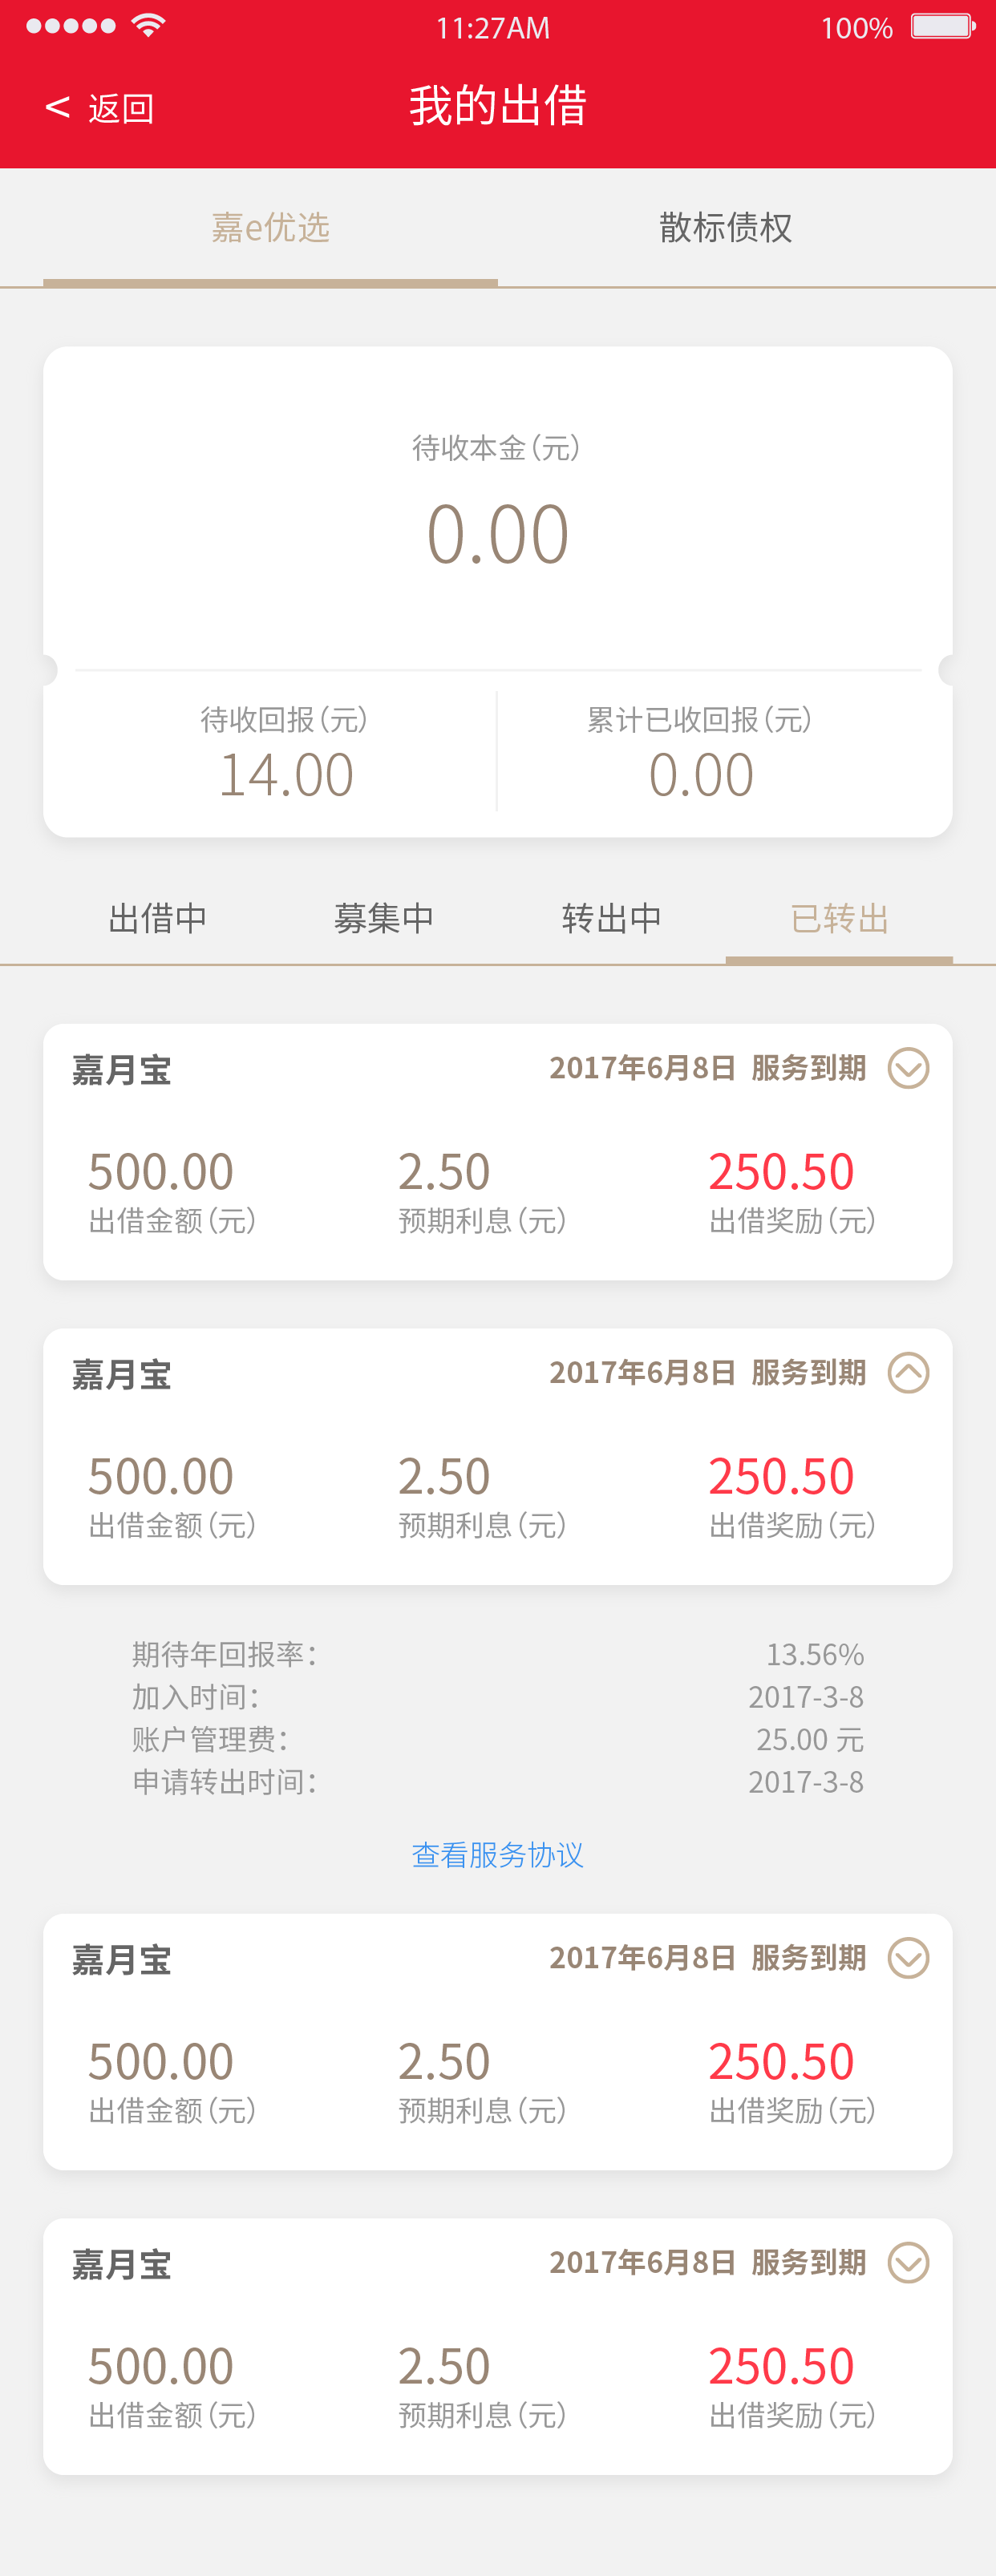 11:27AM 100%
< 返回 我的出借
嘉e优选 散标债权
待收本金(元)
0.00
待收回报(元) 累计已收回报(元)
14.00 0.00
出借中 募集中 转出中 已转出
嘉月宝 2017年6月8日 服务到期
500.00 2.50 250.50
出借金额(元) 预期利息(元) 出借奖励(元)
嘉月宝 2017年6月8日 服务到期
500.00 2.50 250.50
出借金额(元) 预期利息(元) 出借奖励(元)
期待年回报率: 13.56%
加入时间: 2017-3-8
账户管理费: 25.00 元
申请转出时间: 2017-3-8
查看服务协议
嘉月宝 2017年6月8日 服务到期
500.00 2.50 250.50
出借金额(元) 预期利息(元) 出借奖励(元)
嘉月宝 2017年6月8日 服务到期
500.00 2.50 250.50
出借金额(元) 预期利息(元) 出借奖励(元)